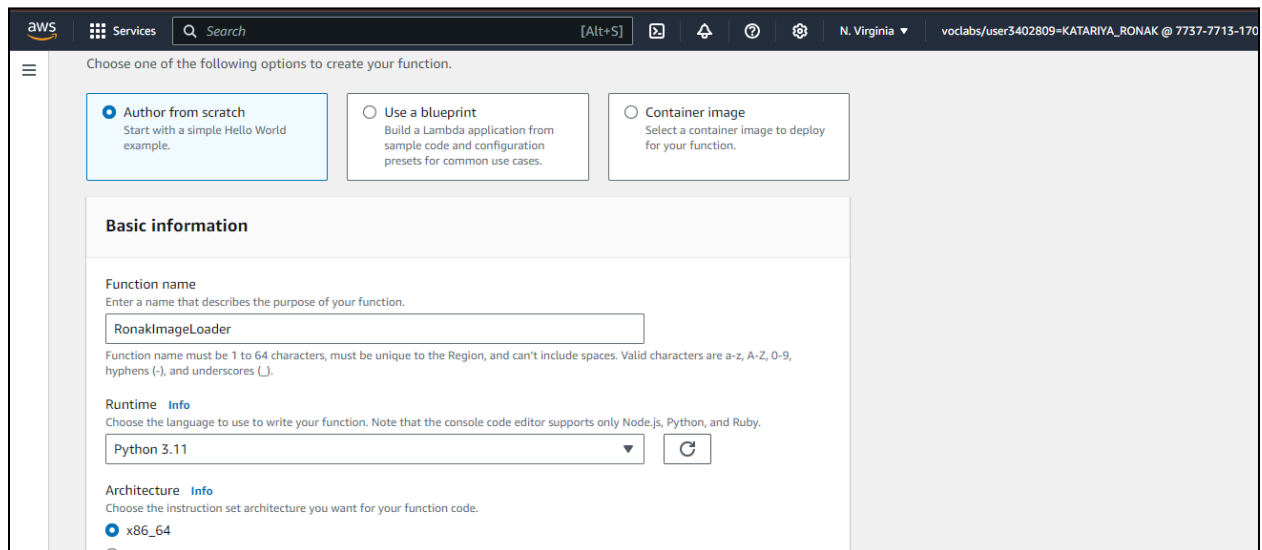 aws Services Search [Alt+S] N. Virginia ▼ voclabs/user3402809=KATARIYA_RONAK @ 7737-7713-170
Choose one of the following options to create your function.
Author from scratch
Start with a simple Hello World
example.
Use a blueprint
Build a Lambda application from
sample code and configuration
presets for common use cases.
Container image
Select a container image to deploy
for your function.
Basic information
Function name
Enter a name that describes the purpose of your function.
RonakImageLoader
Function name must be 1 to 64 characters, must be unique to the Region, and can't include spaces. Valid characters are a-z, A-Z, 0-9,
hyphens (-), and underscores (_).
Runtime Info
Choose the language to use to write your function. Note that the console code editor supports only Node.js, Python, and Ruby.
Python 3.11
Architecture Info
Choose the instruction set architecture you want for your function code.
x86_64